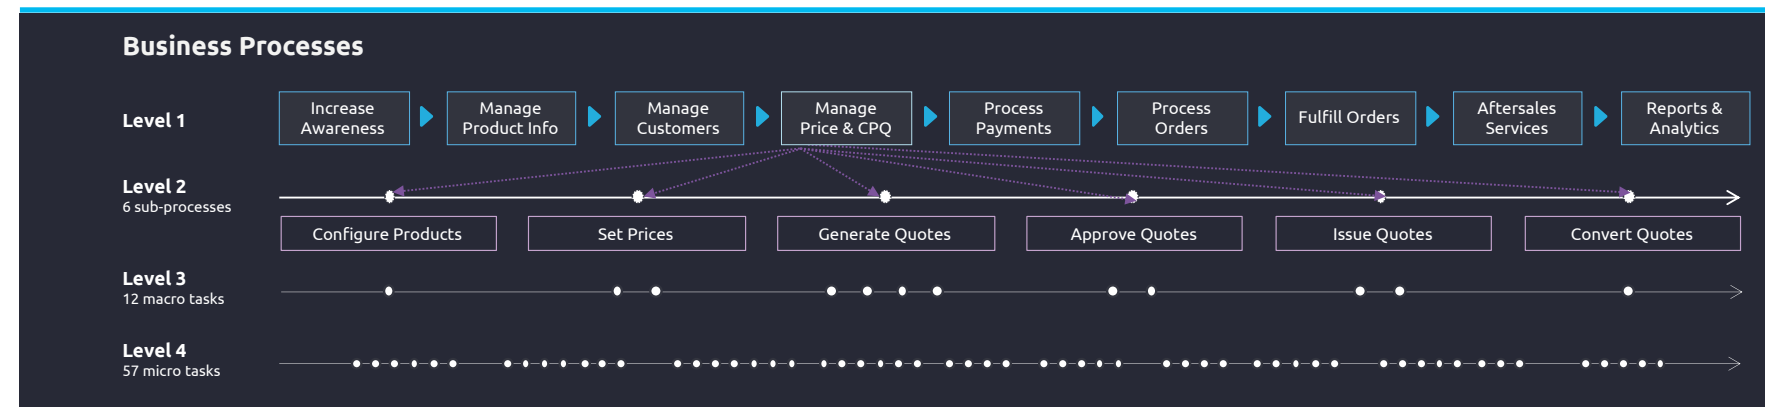 Business Processes
Level 1
Increase
Awareness
Manage
Product Info
Manage
Customers
Manage
Price & CPQ
Process
Payments
Process
Orders
Fulfill Orders
Aftersales
Services
Reports &
Analytics
Level 2
6 sub-processes
Configure Products
Set Prices
Generate Quotes
Approve Quotes
Issue Quotes
Convert Quotes
Level 3
12 macro tasks
Level 4
57 micro tasks